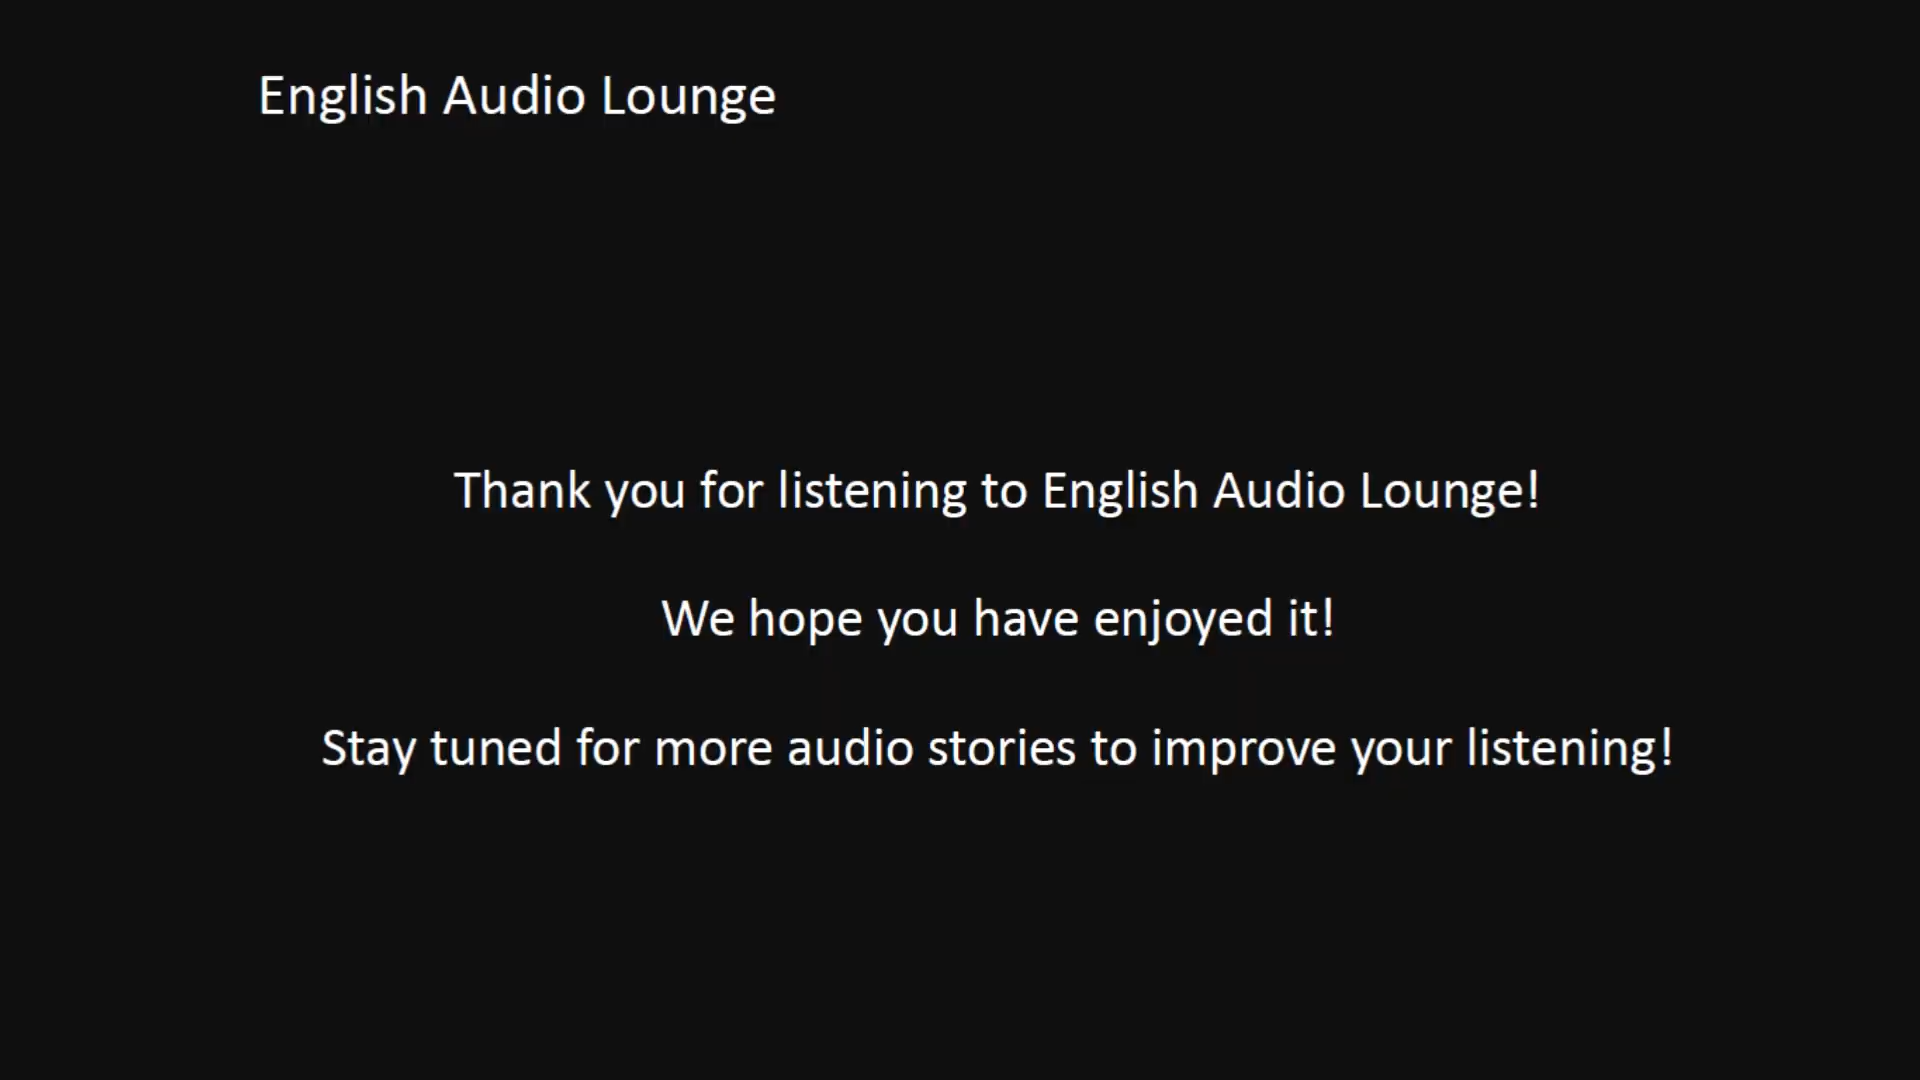 English Audio Lounge
Thank you for listening to English Audio Lounge!
We hope you have enjoyed it!
Stay tuned for more audio stories to improve your listening!